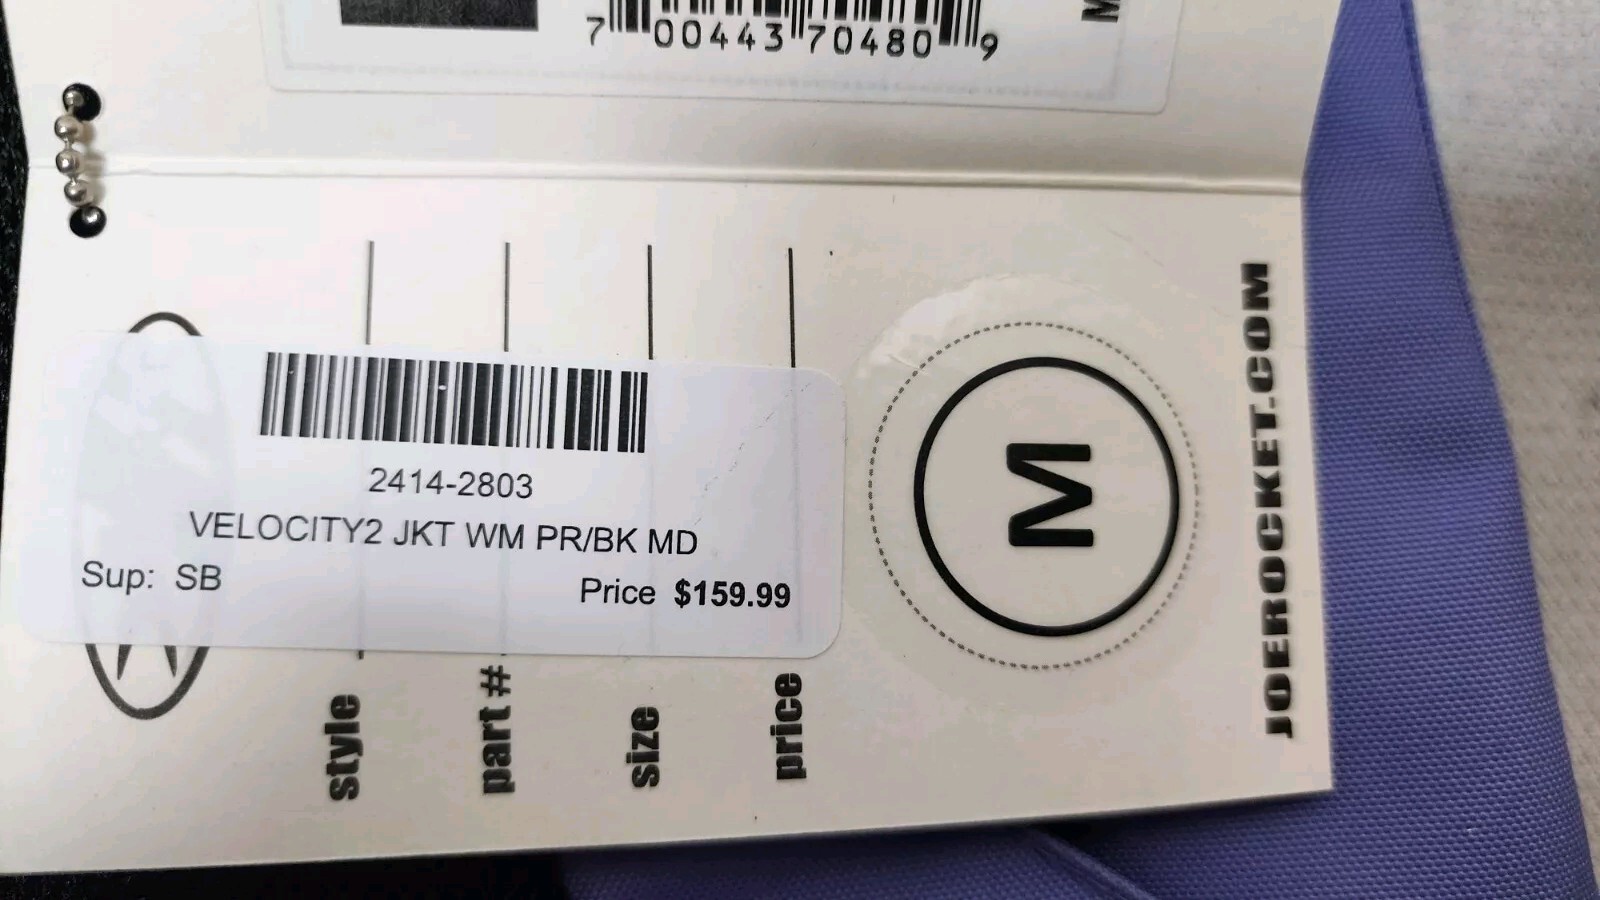 7 00443 70480 9
M
2414-2803
VELOCITY2 JKT WM PR/BK MD
Sup: SB
Price $159.99
style
part #
size
price
M
JOEROCKET.COM